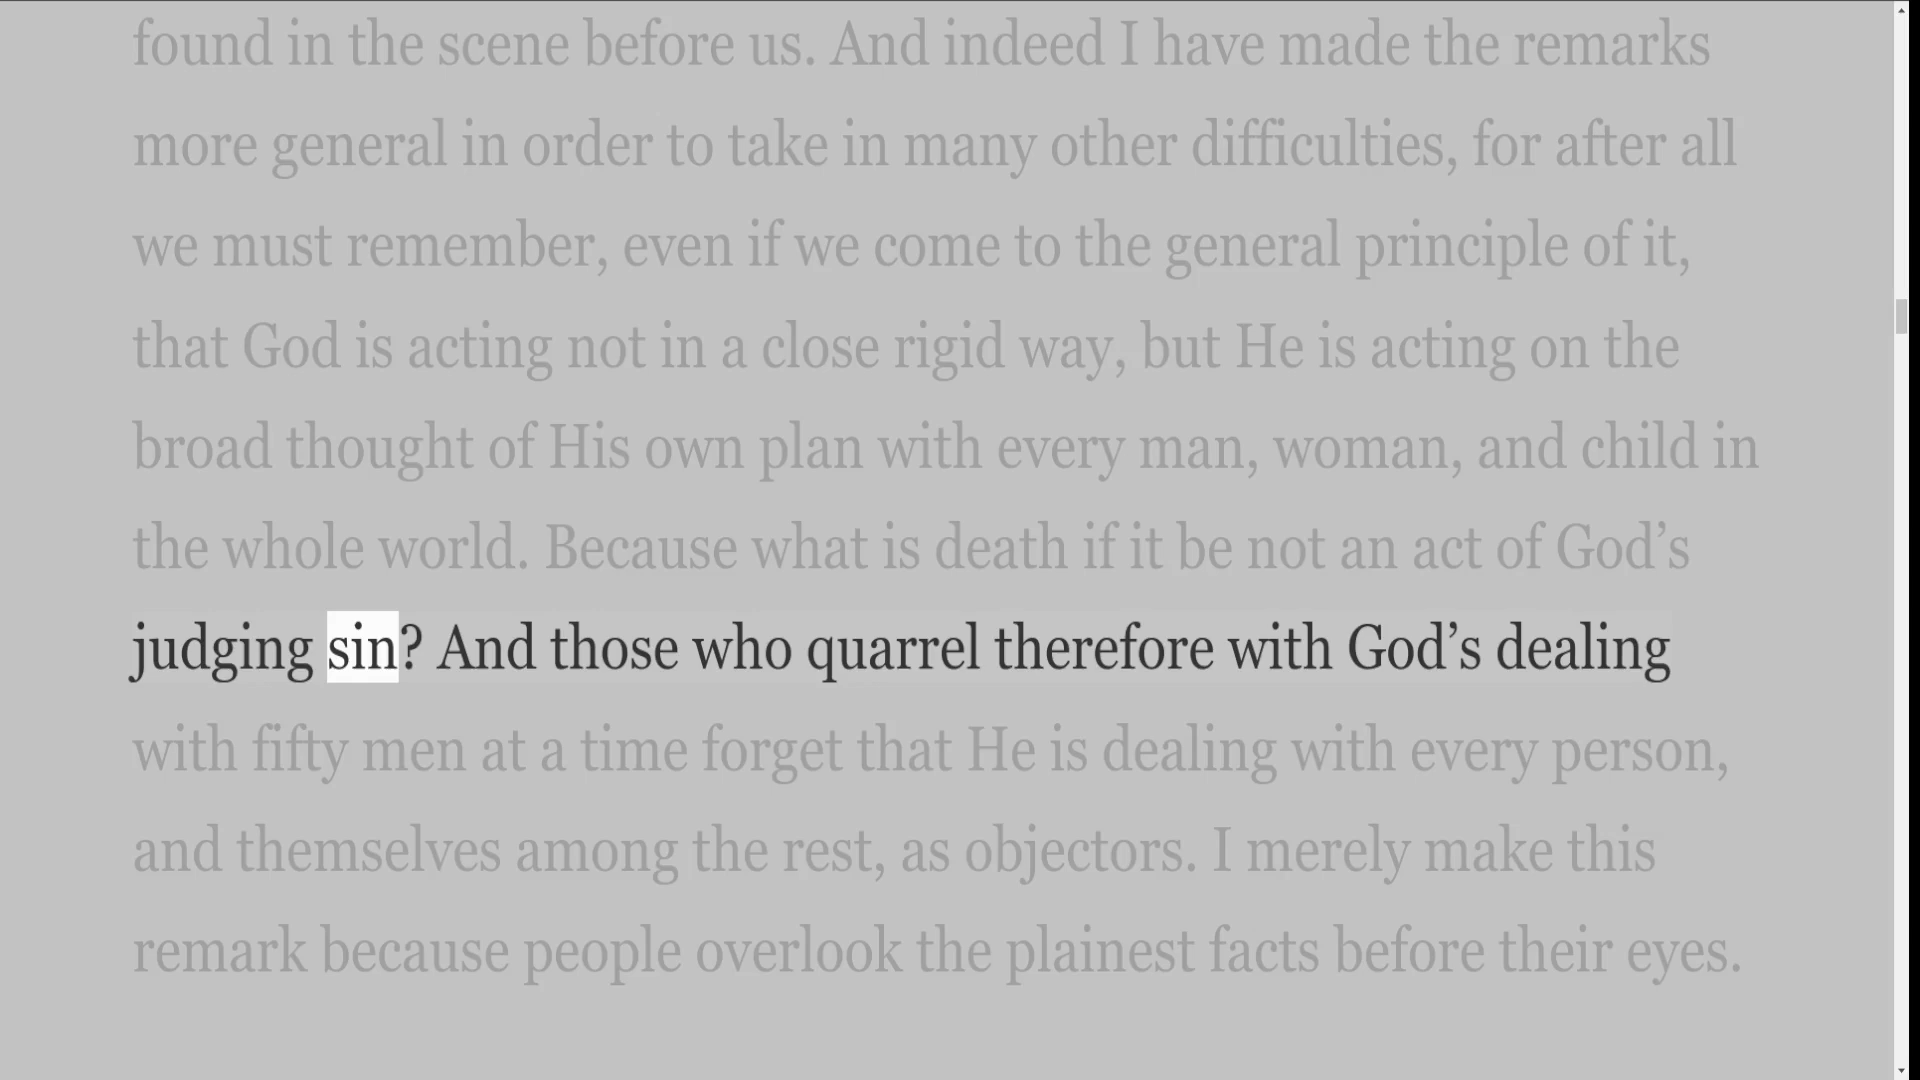 found in the scene before us. And indeed I have made the remarks
more general in order to take in many other difficulties, for after all
we must remember, even if we come to the general principle of it,
that God is acting not in a close rigid way, but He is acting on the
broad thought of His own plan with every man, woman, and child in
the whole world. Because what is death if it be not an act of God’s
judging sin? And those who quarrel therefore with God’s dealing
with fifty men at a time forget that He is dealing with every person,
and themselves among the rest, as objectors. I merely make this
remark because people overlook the plainest facts before their eyes.